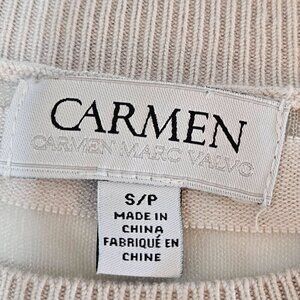 CARMEN
CARMEN MARC VALVO
S/P
MADE IN
CHINA
FABRIQUÉ EN
CHINE